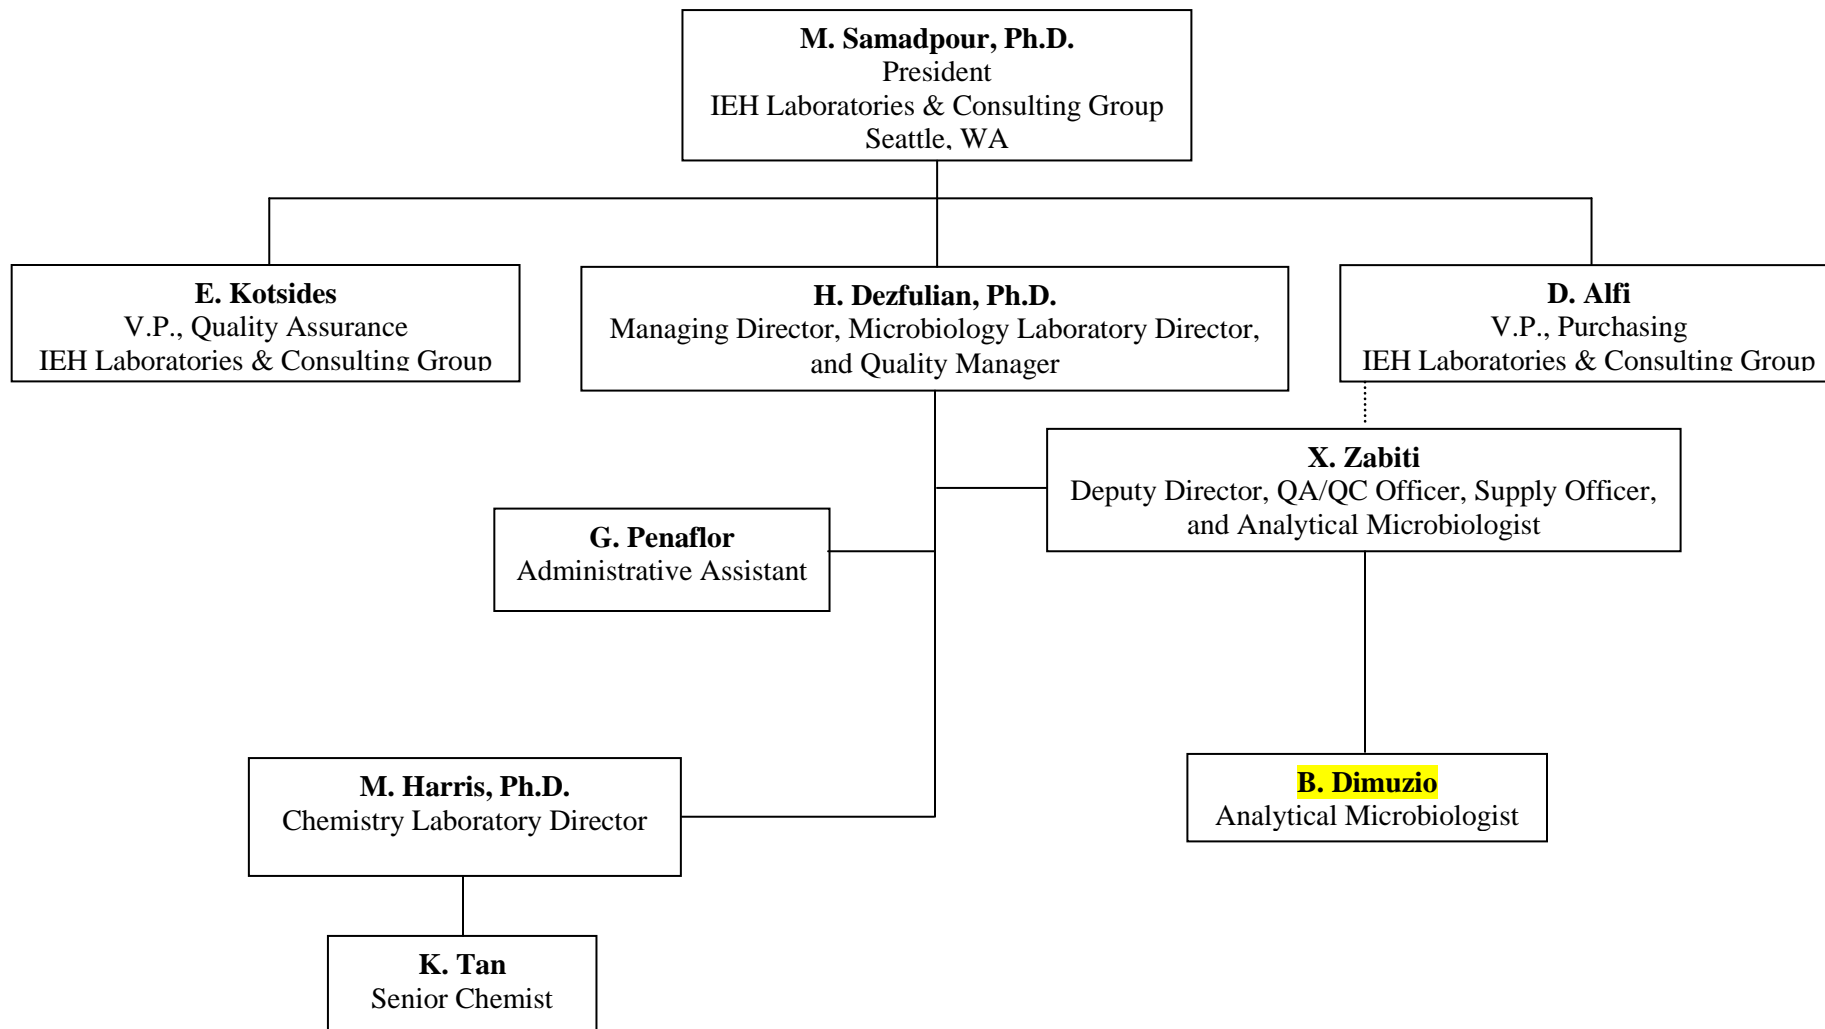 M. Samadpour, Ph.D.
President
IEH Laboratories & Consulting Group
Seattle, WA
E. Kotsides
V.P., Quality Assurance
IEH Laboratories & Consulting Group
H. Dezfulian, Ph.D.
Managing Director, Microbiology Laboratory Director,
and Quality Manager
D. Alfi
V.P., Purchasing
IEH Laboratories & Consulting Group
X. Zabiti
Deputy Director, QA/QC Officer, Supply Officer,
and Analytical Microbiologist
G. Penaflor
Administrative Assistant
M. Harris, Ph.D.
Chemistry Laboratory Director
B. Dimuzio
Analytical Microbiologist
K. Tan
Senior Chemist